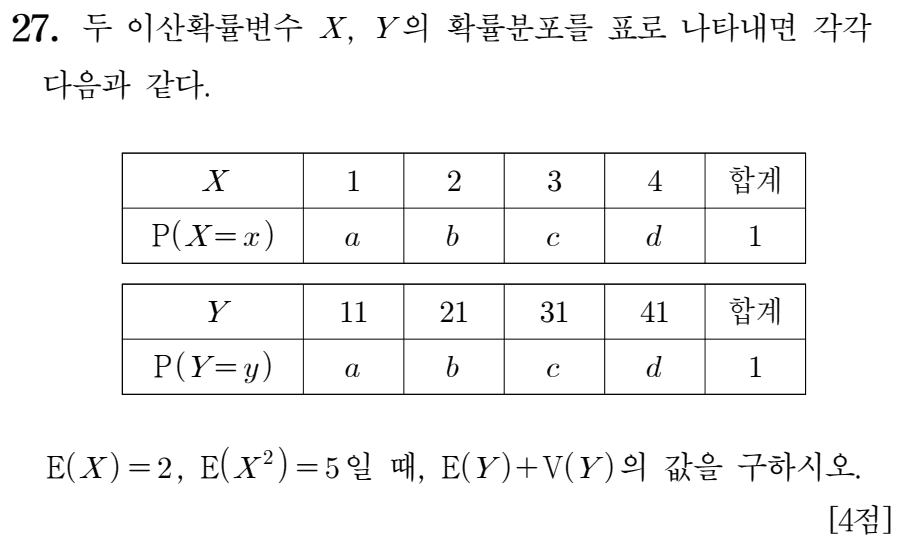 27. 두 이산확률변수 X, Y의 확률분포를 표로 나타내면 각각
다음과 같다.
X 1 2 3 4 합계
P(X=x) a b c d 1
Y 11 21 31 41 합계
P(Y=y) a b c d 1
E(X)=2, E(X²)=5일 때, E(Y)+V(Y)의 값을 구하시오.
[4점]